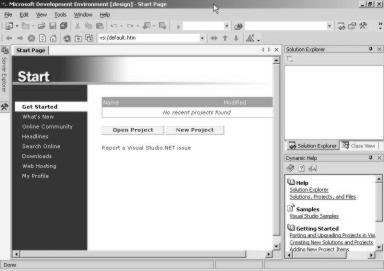 Microsoft Development Environment [design] - Start Page
File Edit View Tools Window Help
vs:/default.htm
Start Page
Solution Explorer
Server Explorer
Start
Get Started
What's New
Online Community
Headlines
Search Online
Downloads
Web Hosting
My Profile
Name Modified
No recent projects found
Open Project New Project
Report a Visual Studio.NET issue
Solution Explorer Class View
Dynamic Help
Help
Solution Explorer
Solutions, Projects, and Files
Samples
Visual Studio Samples
Getting Started
Porting and Upgrading Projects in Vis
Creating New Solutions and Projects
Adding New Project Items
Done